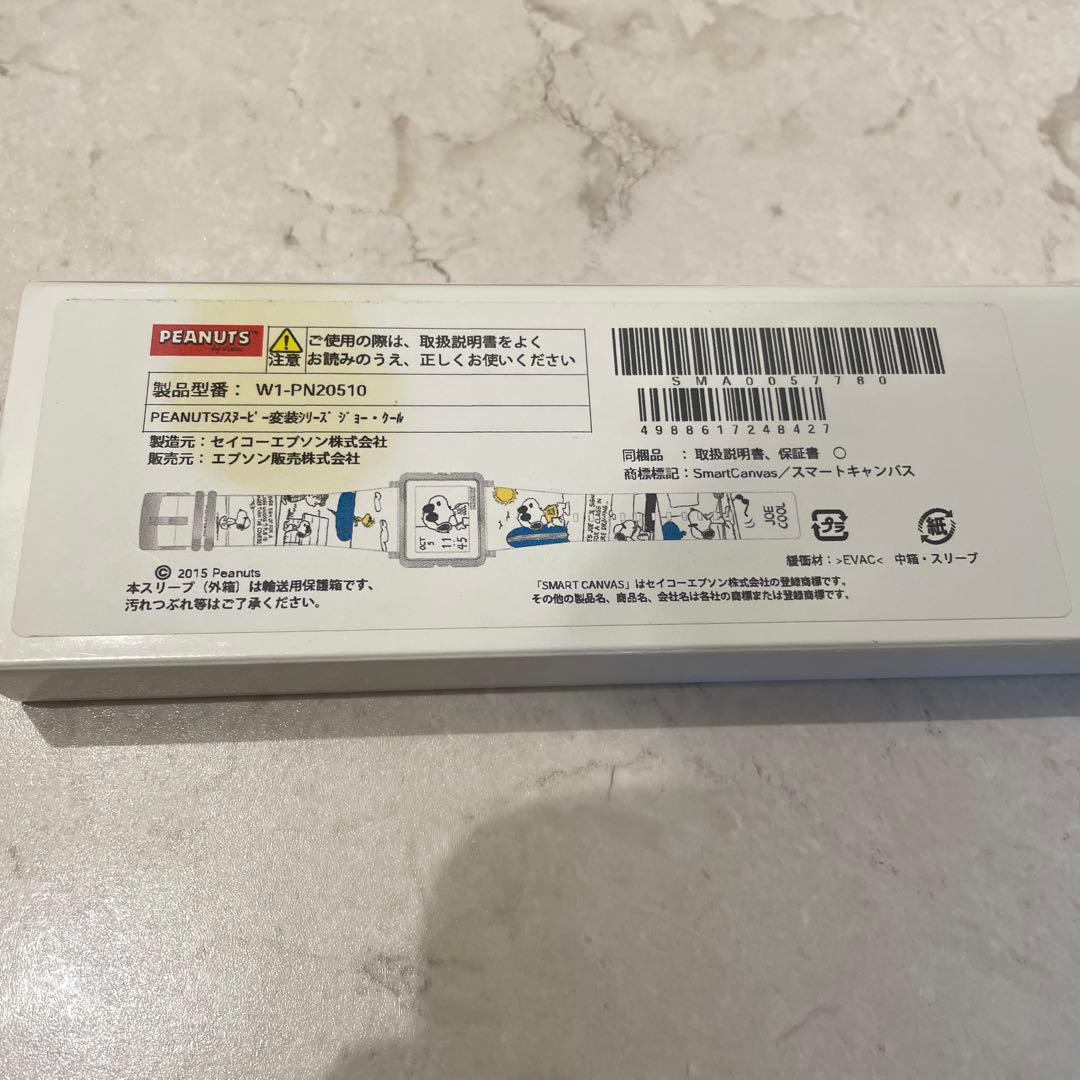 PEANUTS™
注意
ご使用の際は、取扱説明書をよく
お読みのうえ、正しくお使いください
製品型番： W1-PN20510
PEANUTS/ｽﾇｰﾋﾟｰ変装ｼﾘｰｽﾞ ｼﾞｮｰ・ｸｰﾙ
製造元：セイコーエプソン株式会社
販売元：エプソン販売株式会社
SMA0057780
4988617248427
同梱品 ：取扱説明書、保証書 〇
商標標記：SmartCanvas／スマートキャンバス
OCT
5
11
45
JOE
COOL
プラ
紙
緩衝材：>EVAC< 中箱・スリーブ
© 2015 Peanuts
本スリーブ（外箱）は輸送用保護箱です、
汚れつぶれ等はご了承ください。
「SMART CANVAS」はセイコーエプソン株式会社の登録商標です。
その他の製品名、商品名、会社名は各社の商標または登録商標です。